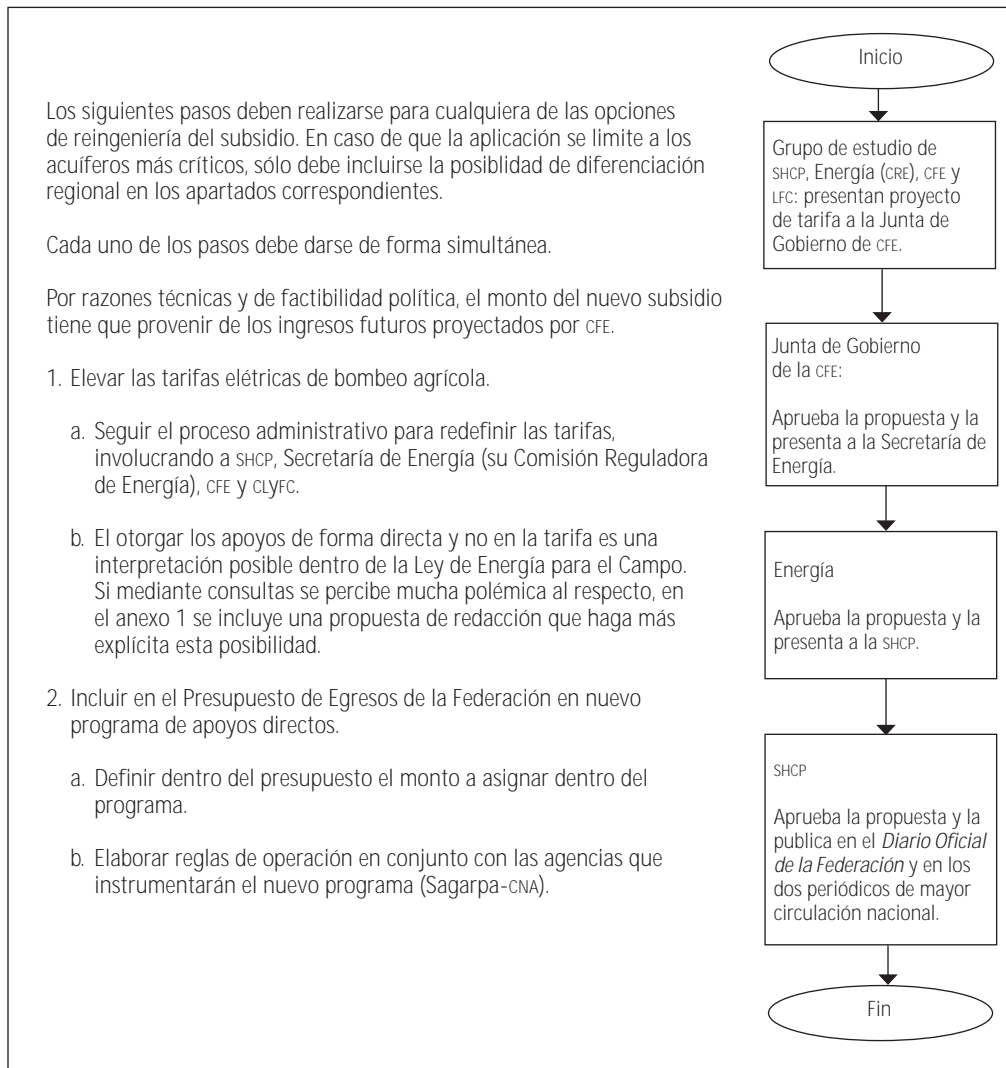 Los siguientes pasos deben realizarse para cualquiera de las opciones
de reingeniería del subsidio. En caso de que la aplicación se limite a los
acuíferos más críticos, sólo debe incluirse la posiblidad de diferenciación
regional en los apartados correspondientes.
Cada uno de los pasos debe darse de forma simultánea.
Por razones técnicas y de factibilidad política, el monto del nuevo subsidio
tiene que provenir de los ingresos futuros proyectados por CFE.
1. Elevar las tarifas elétricas de bombeo agrícola.
a. Seguir el proceso administrativo para redefinir las tarifas,
involucrando a SHCP, Secretaría de Energía (su Comisión Reguladora
de Energía), CFE y CLYFC.
b. El otorgar los apoyos de forma directa y no en la tarifa es una
interpretación posible dentro de la Ley de Energía para el Campo.
Si mediante consultas se percibe mucha polémica al respecto, en
el anexo 1 se incluye una propuesta de redacción que haga más
explícita esta posibilidad.
2. Incluir en el Presupuesto de Egresos de la Federación en nuevo
programa de apoyos directos.
a. Definir dentro del presupuesto el monto a asignar dentro del
programa.
b. Elaborar reglas de operación en conjunto con las agencias que
instrumentarán el nuevo programa (Sagarpa-CNA).
Inicio
Grupo de estudio de
SHCP, Energía (CRE), CFE y
LFC: presentan proyecto
de tarifa a la Junta de
Gobierno de CFE.
Junta de Gobierno
de la CFE:
Aprueba la propuesta y la
presenta a la Secretaría de
Energía.
Energía
Aprueba la propuesta y la
presenta a la SHCP.
SHCP
Aprueba la propuesta y la
publica en el Diario Oficial
de la Federación y en los
dos periódicos de mayor
circulación nacional.
Fin